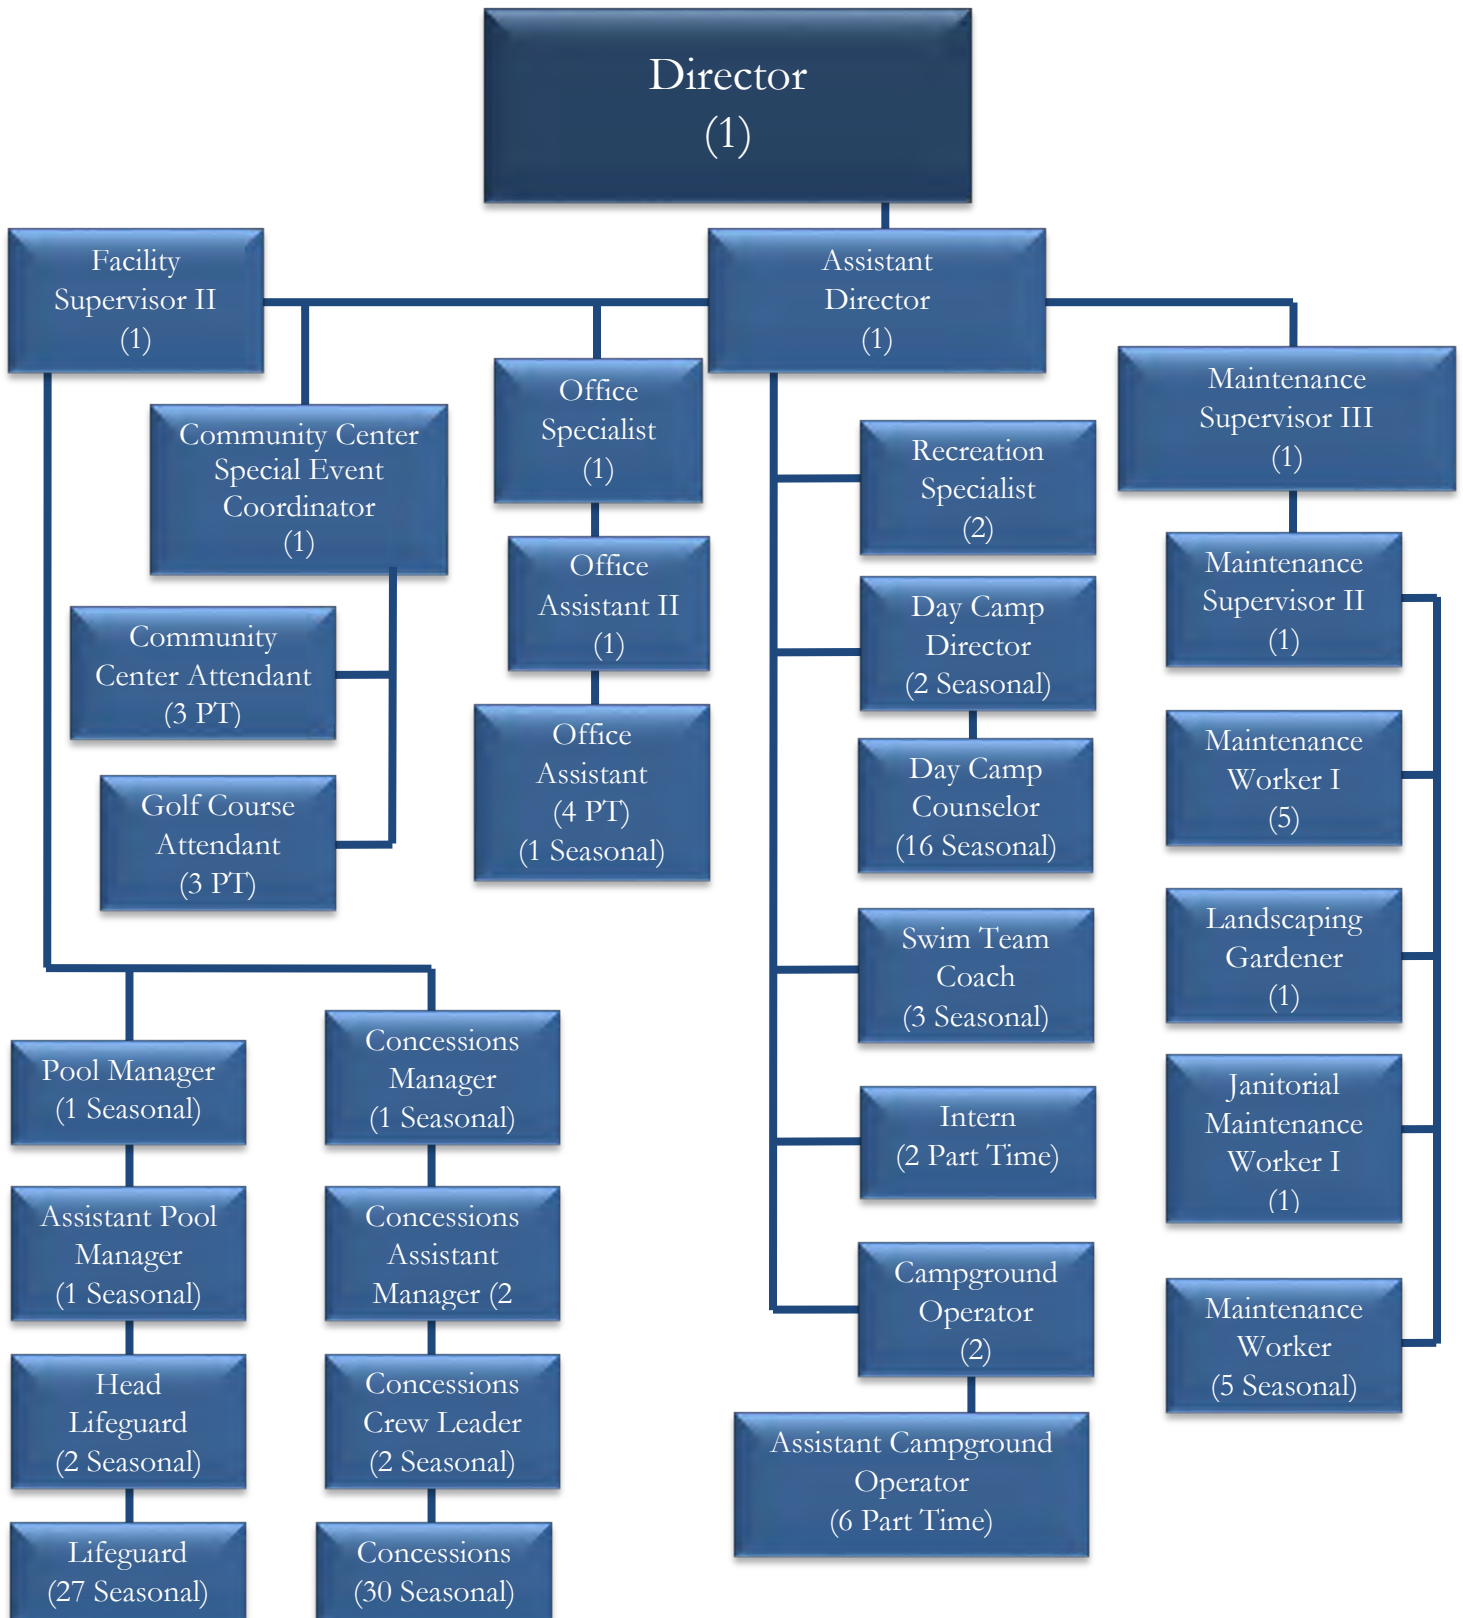 Director
(1)
Facility
Supervisor II
(1)
Assistant
Director
(1)
Maintenance
Supervisor III
(1)
Office
Specialist
(1)
Community Center
Special Event
Coordinator
(1)
Recreation
Specialist
(2)
Maintenance
Supervisor II
(1)
Office
Assistant II
(1)
Day Camp
Director
(2 Seasonal)
Community
Center Attendant
(3 PT)
Office
Assistant
(4 PT)
(1 Seasonal)
Maintenance
Worker I
(5)
Day Camp
Counselor
(16 Seasonal)
Golf Course
Attendant
(3 PT)
Landscaping
Gardener
(1)
Swim Team
Coach
(3 Seasonal)
Pool Manager
(1 Seasonal)
Concessions
Manager
(1 Seasonal)
Intern
(2 Part Time)
Janitorial
Maintenance
Worker I
(1)
Assistant Pool
Manager
(1 Seasonal)
Concessions
Assistant
Manager (2
Campground
Operator
(2)
Maintenance
Worker
(5 Seasonal)
Head
Lifeguard
(2 Seasonal)
Concessions
Crew Leader
(2 Seasonal)
Assistant Campground
Operator
(6 Part Time)
Lifeguard
(27 Seasonal)
Concessions
(30 Seasonal)